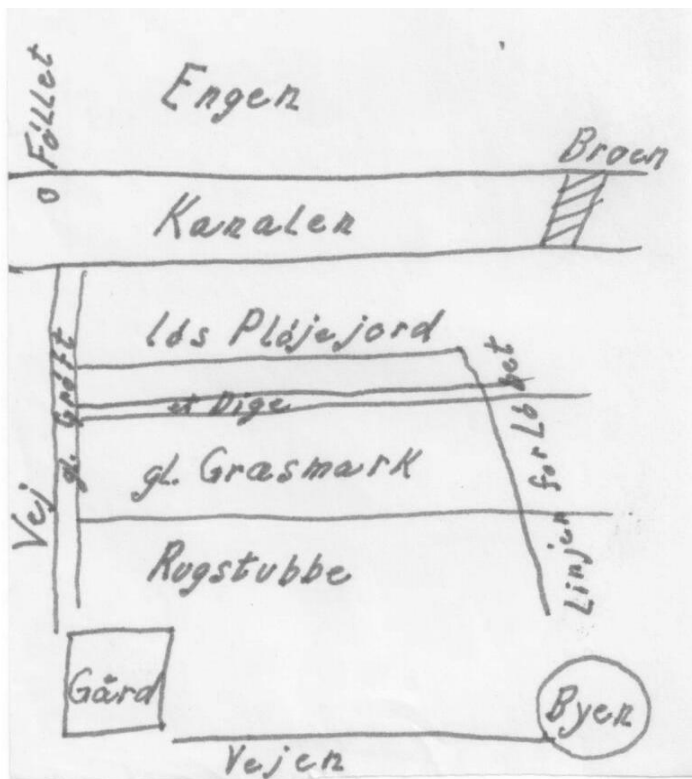 Engen
o Føllet
Broen
Kanalen
løs Pløjejord
gl. Grøft
et Dige
gl. Græsmark
Linjen for Løbet
Vej
Rugstubbe
Gård
Byen
Vejen